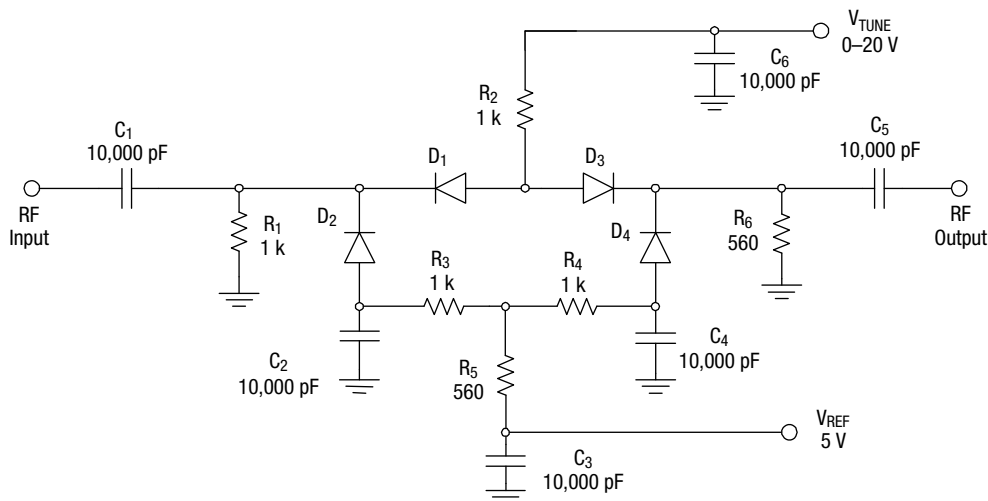 V_TUNE
0–20 V
C6
10,000 pF
R2
1 k
C1
10,000 pF
D1
D3
C5
10,000 pF
RF
Input
R1
1 k
D2
D4
R6
560
RF
Output
R3
1 k
R4
1 k
C2
10,000 pF
R5
560
C4
10,000 pF
V_REF
5 V
C3
10,000 pF